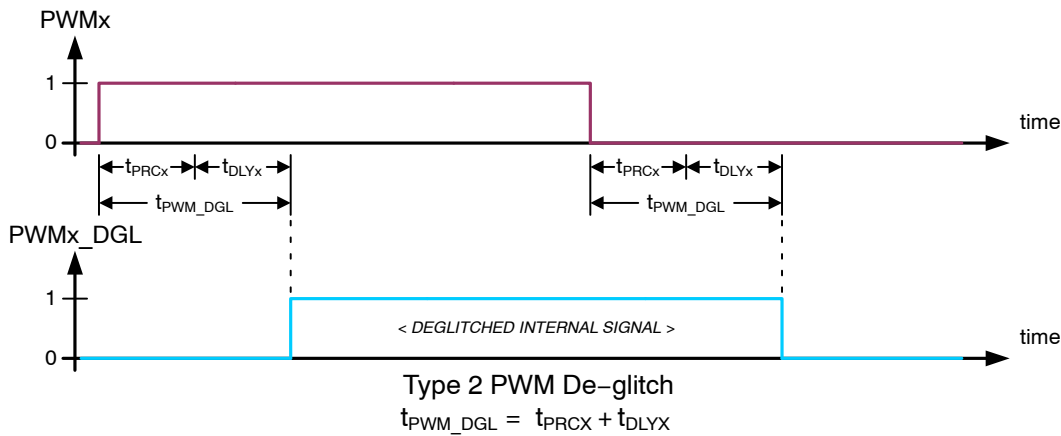 PWMx
1
0
time
tPRCx tDLYx tPRCx tDLYx
tPWM_DGL tPWM_DGL
PWMx_DGL
1
< DEGLITCHED INTERNAL SIGNAL >
0
time
Type 2 PWM De−glitch
tPWM_DGL = tPRCX + tDLYX